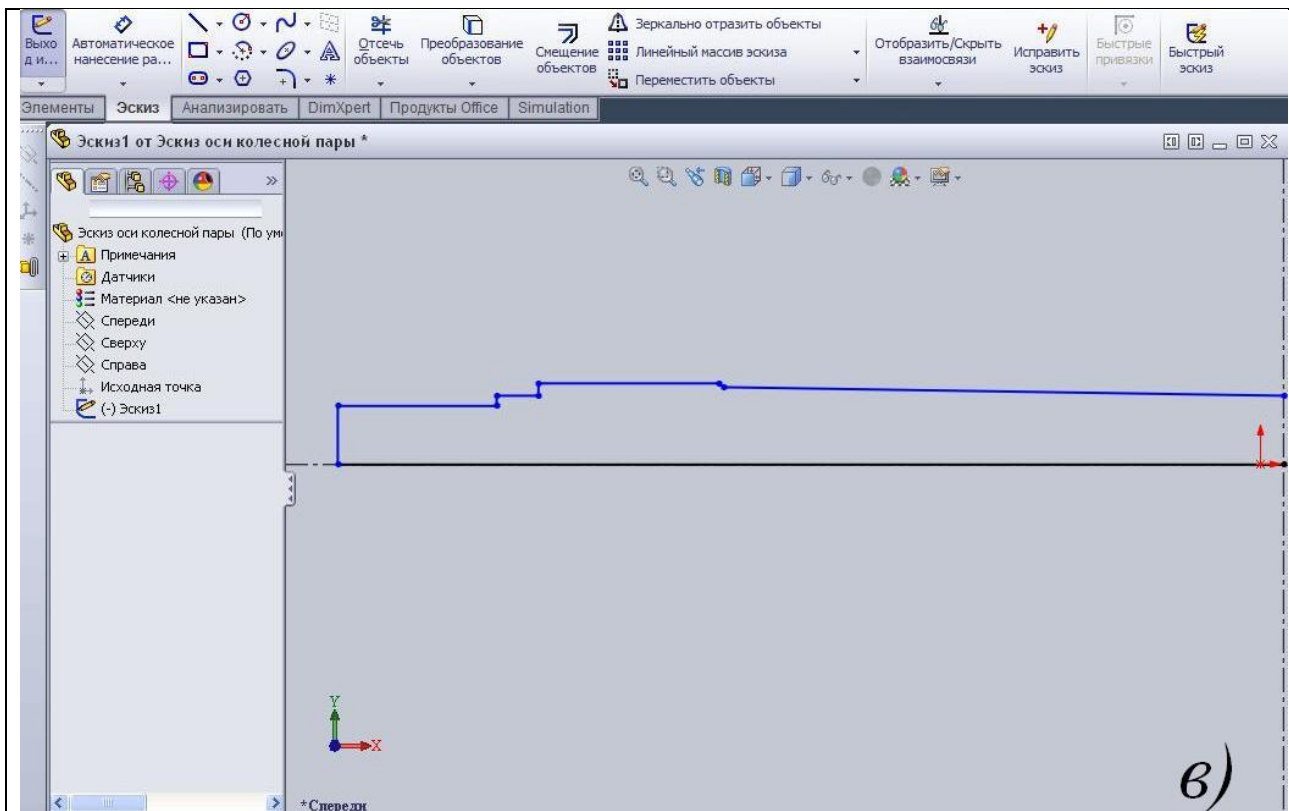 Выхо
д и...
Автоматическое
нанесение ра...
Отсечь
объекты
Преобразование
объектов
Смещение
объектов
Зеркально отразить объекты
Линейный массив эскиза
Переместить объекты
Отобразить/Скрыть
взаимосвязи
Исправить
эскиз
Быстрые
привязки
Быстрый
эскиз
Элементы Эскиз Анализировать DimXpert Продукты Office Simulation
Эскиз1 от Эскиз оси колесной пары *
Эскиз оси колесной пары (По умо
A Примечания
Датчики
Материал <не указан>
Спереди
Сверху
Справа
Исходная точка
(-) Эскиз1
Y
X
*Спереди
в)